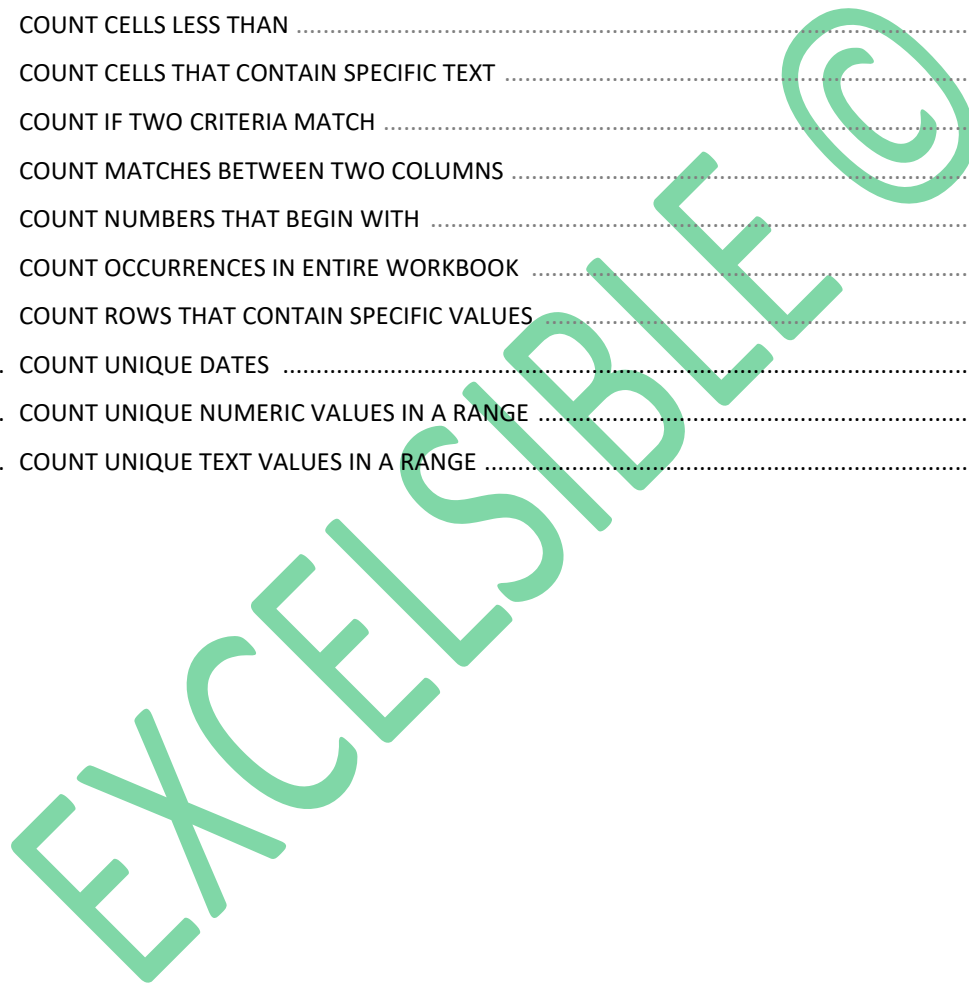 COUNT CELLS LESS THAN ................................................................
COUNT CELLS THAT CONTAIN SPECIFIC TEXT ................................................................
COUNT IF TWO CRITERIA MATCH ................................................................
COUNT MATCHES BETWEEN TWO COLUMNS ................................................................
COUNT NUMBERS THAT BEGIN WITH ................................................................
COUNT OCCURRENCES IN ENTIRE WORKBOOK ................................................................
COUNT ROWS THAT CONTAIN SPECIFIC VALUES ................................................................
. COUNT UNIQUE DATES ................................................................
. COUNT UNIQUE NUMERIC VALUES IN A RANGE ................................................................
. COUNT UNIQUE TEXT VALUES IN A RANGE ................................................................
EXCELSIBLE ©